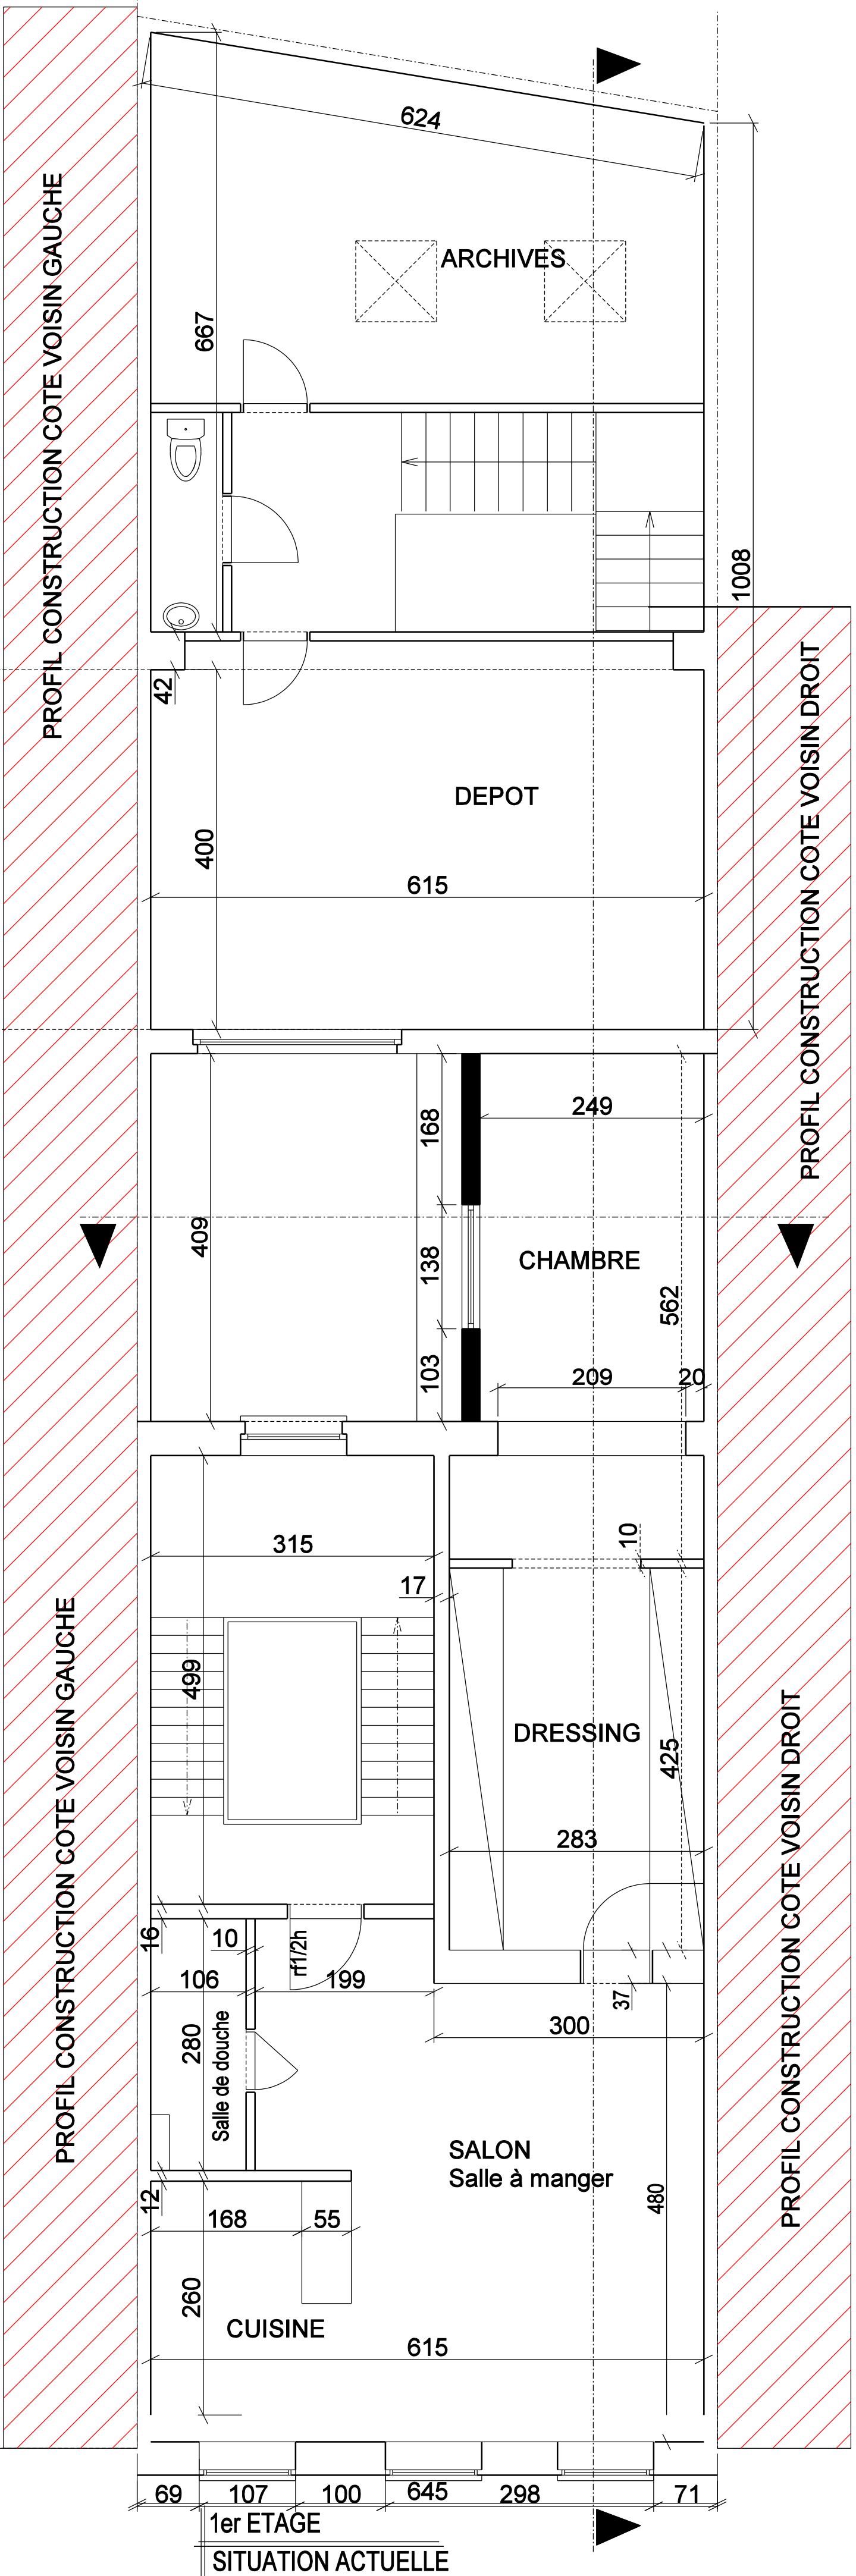 624
PROFIL CONSTRUCTION COTE VOISIN GAUCHE
ARCHIVES
667
1008
42
PROFIL CONSTRUCTION COTE VOISIN DROIT
DEPOT
400
615
168
249
409
138
CHAMBRE
562
103
209
20
10
315
17
499
DRESSING
425
283
PROFIL CONSTRUCTION COTE VOISIN GAUCHE
PROFIL CONSTRUCTION COTE VOISIN DROIT
16
10
rf1/2h
106
199
37
300
280
Salle de douche
SALON
Salle à manger
12
168
55
480
260
CUISINE
615
69
107
100
645
298
71
1er ETAGE
SITUATION ACTUELLE